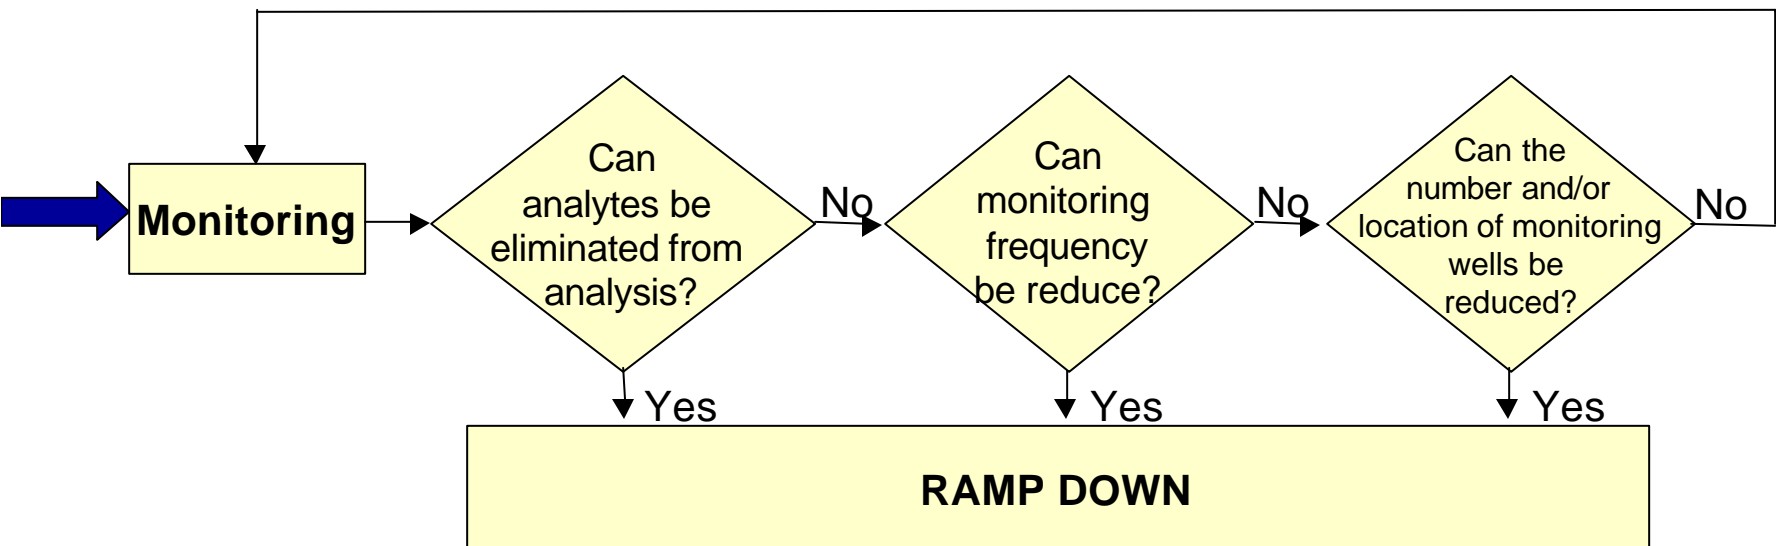 Monitoring
Can
analytes be
eliminated from
analysis?
No
Can
monitoring
frequency
be reduce?
No
Can the
number and/or
location of monitoring
wells be
reduced?
No
Yes
Yes
Yes
RAMP DOWN